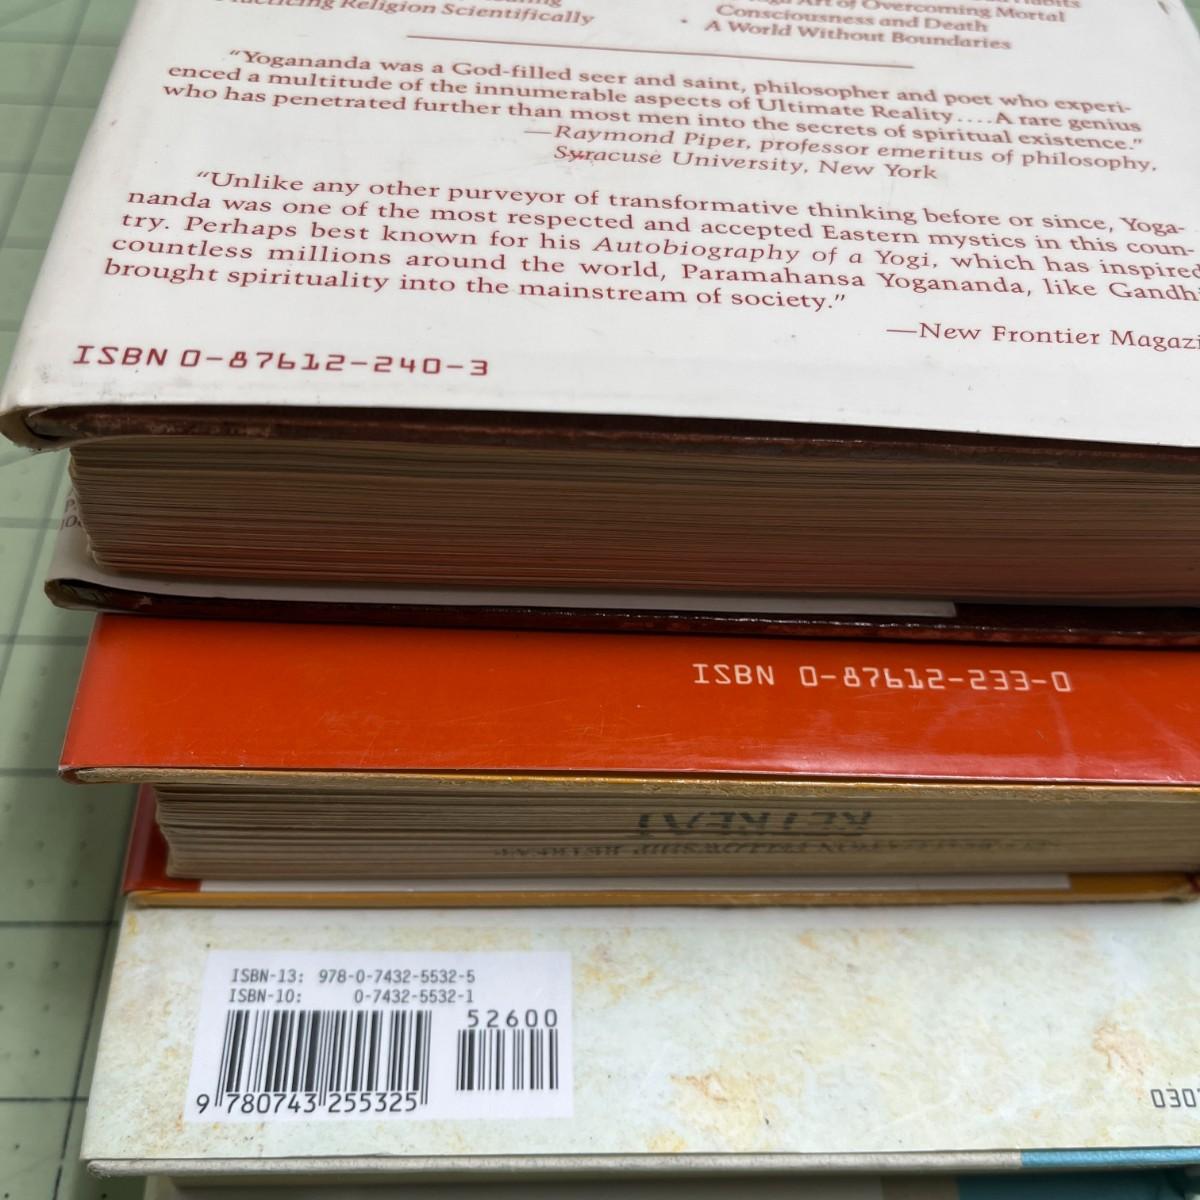 Practicing Religion Scientifically
Art of Overcoming Mortal
Consciousness and Death
• A World Without Boundaries
“Yogananda was a God-filled seer and saint, philosopher and poet who experi-
enced a multitude of the innumerable aspects of Ultimate Reality....A rare genius
who has penetrated further than most men into the secrets of spiritual existence.”
—Raymond Piper, professor emeritus of philosophy,
Syracuse University, New York
“Unlike any other purveyor of transformative thinking before or since, Yoga-
nanda was one of the most respected and accepted Eastern mystics in this coun-
try. Perhaps best known for his Autobiography of a Yogi, which has inspired
countless millions around the world, Paramahansa Yogananda, like Gandhi
brought spirituality into the mainstream of society.”
—New Frontier Magazi
ISBN 0-87612-240-3
ISBN 0-87612-233-0
RETREAT
FELLOWSHIP RETREAT
ISBN-13: 978-0-7432-5532-5
ISBN-10: 0-7432-5532-1
52600
9 780743 255325
0307